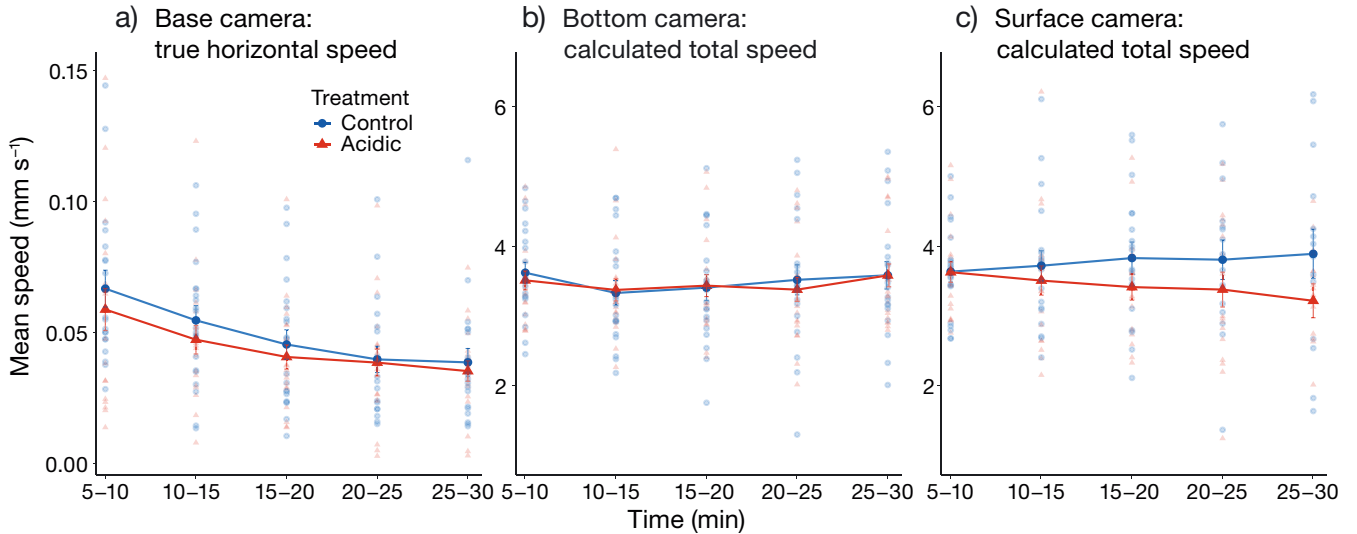 a) Base camera:
true horizontal speed
b) Bottom camera:
calculated total speed
c) Surface camera:
calculated total speed
Mean speed (mm s⁻¹)
0.15
0.10
0.05
0.00
Treatment
Control
Acidic
5–10 10–15 15–20 20–25 25–30
6
4
2
5–10 10–15 15–20 20–25 25–30
6
4
2
5–10 10–15 15–20 20–25 25–30
Time (min)